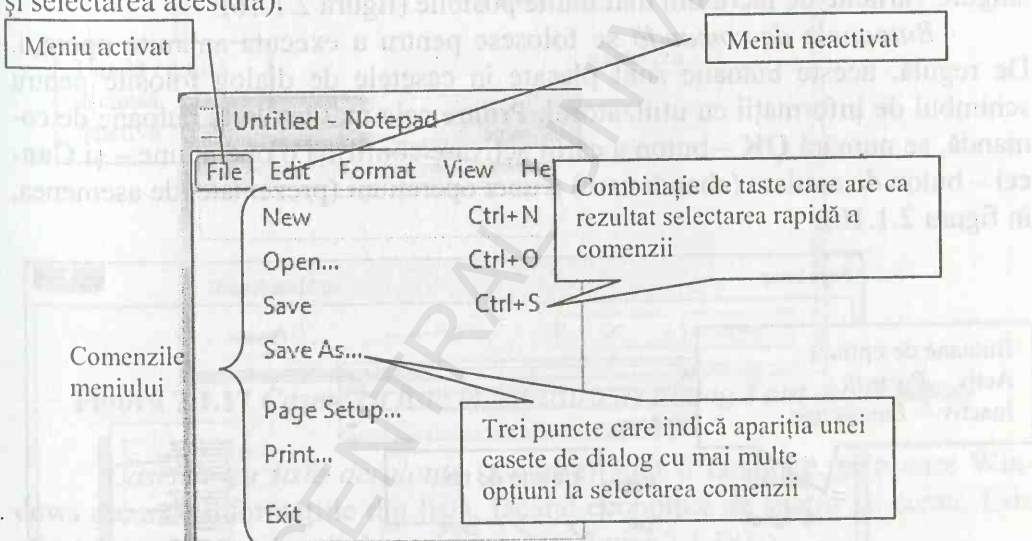 și selectarea acestuia).
Meniu activat
Meniu neactivat
Untitled - Notepad
File Edit Format View He
New Ctrl+N
Open... Ctrl+O
Save Ctrl+S
Save As...
Page Setup...
Print...
Exit
Combinație de taste care are ca
rezultat selectarea rapidă a
comenzii
Comenzile
meniului
Trei puncte care indică apariția unei
casete de dialog cu mai multe
opțiuni la selectarea comenzii
CENTRAL UNIV